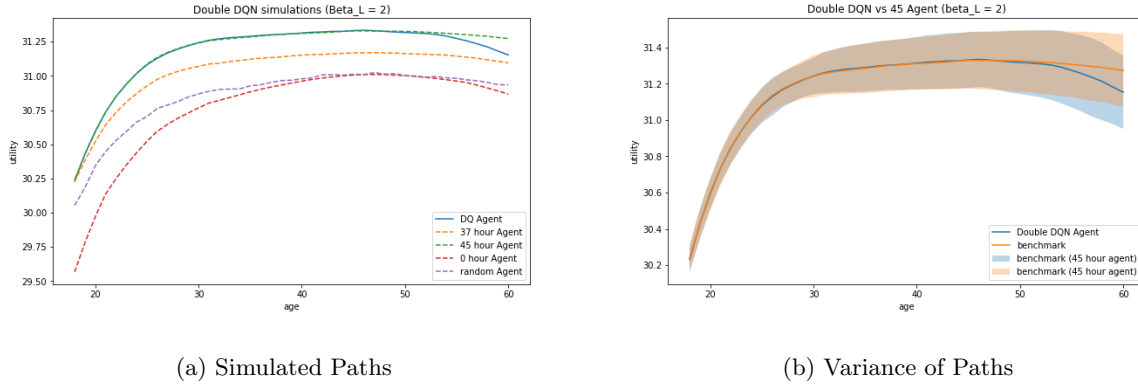 Double DQN simulations (Beta_L = 2)
31.25
31.00
30.75
30.50
30.25
30.00
29.75
29.50
utility
20 30 40 50 60
age
DQ Agent
37 hour Agent
45 hour Agent
0 hour Agent
random Agent
(a) Simulated Paths
Double DQN vs 45 Agent (beta_L = 2)
31.4
31.2
31.0
30.8
30.6
30.4
30.2
utility
20 30 40 50 60
age
Double DQN Agent
benchmark
benchmark (45 hour agent)
benchmark (45 hour agent)
(b) Variance of Paths